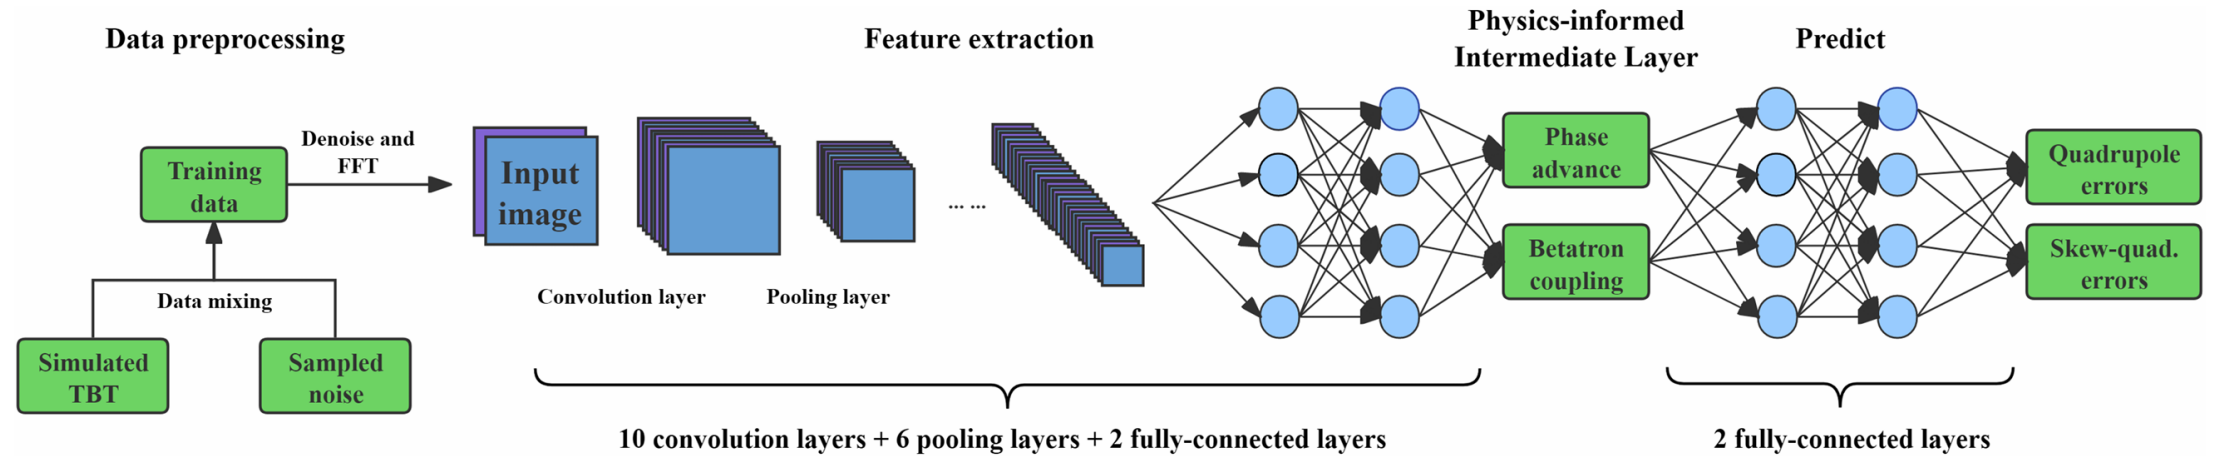 Data preprocessing
Feature extraction
Physics-informed
Intermediate Layer
Predict
Denoise and
FFT
Training
data
Data mixing
Simulated
TBT
Sampled
noise
Input
image
Convolution layer
Pooling layer
... ...
Phase
advance
Betatron
coupling
Quadrupole
errors
Skew-quad.
errors
10 convolution layers + 6 pooling layers + 2 fully-connected layers
2 fully-connected layers